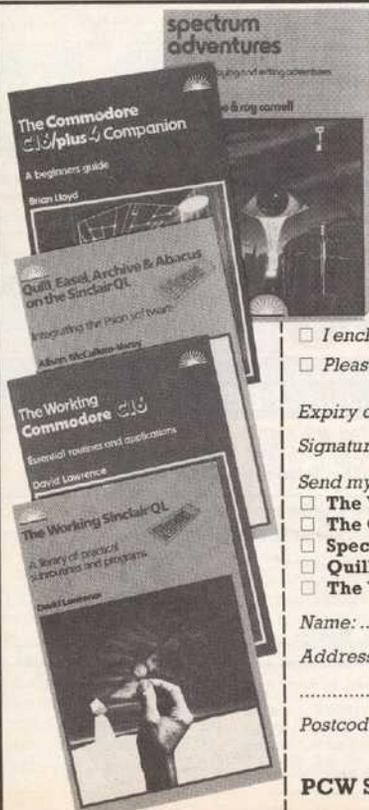 spectrum
adventures
The Commodore
C16/plus 4 Companion
A beginners guide
Brian Lloyd
Quill, Easel, Archive & Abacus
on the Sinclair QL
Integrating the Psion software
The Working
Commodore C16
Essential routines and applications
David Lawrence
The Working Sinclair QL
A library of practical
subroutines and programs
David Lawrence
I encl
Pleas
Expiry d
Signatur
Send my
The
The
Spec
Quil
The
Name: ..
Address
Postcod
PCW S